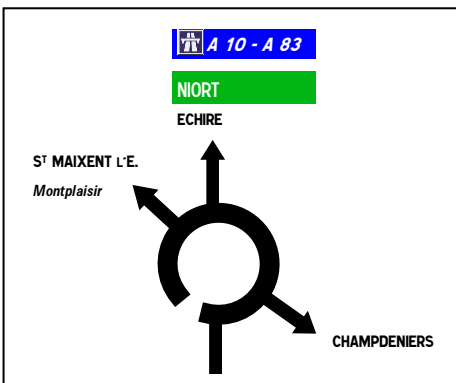 A 10 - A 83
NIORT
ECHIRE
Sᵀ MAIXENT L'E.
Montplaisir
CHAMPDENIERS